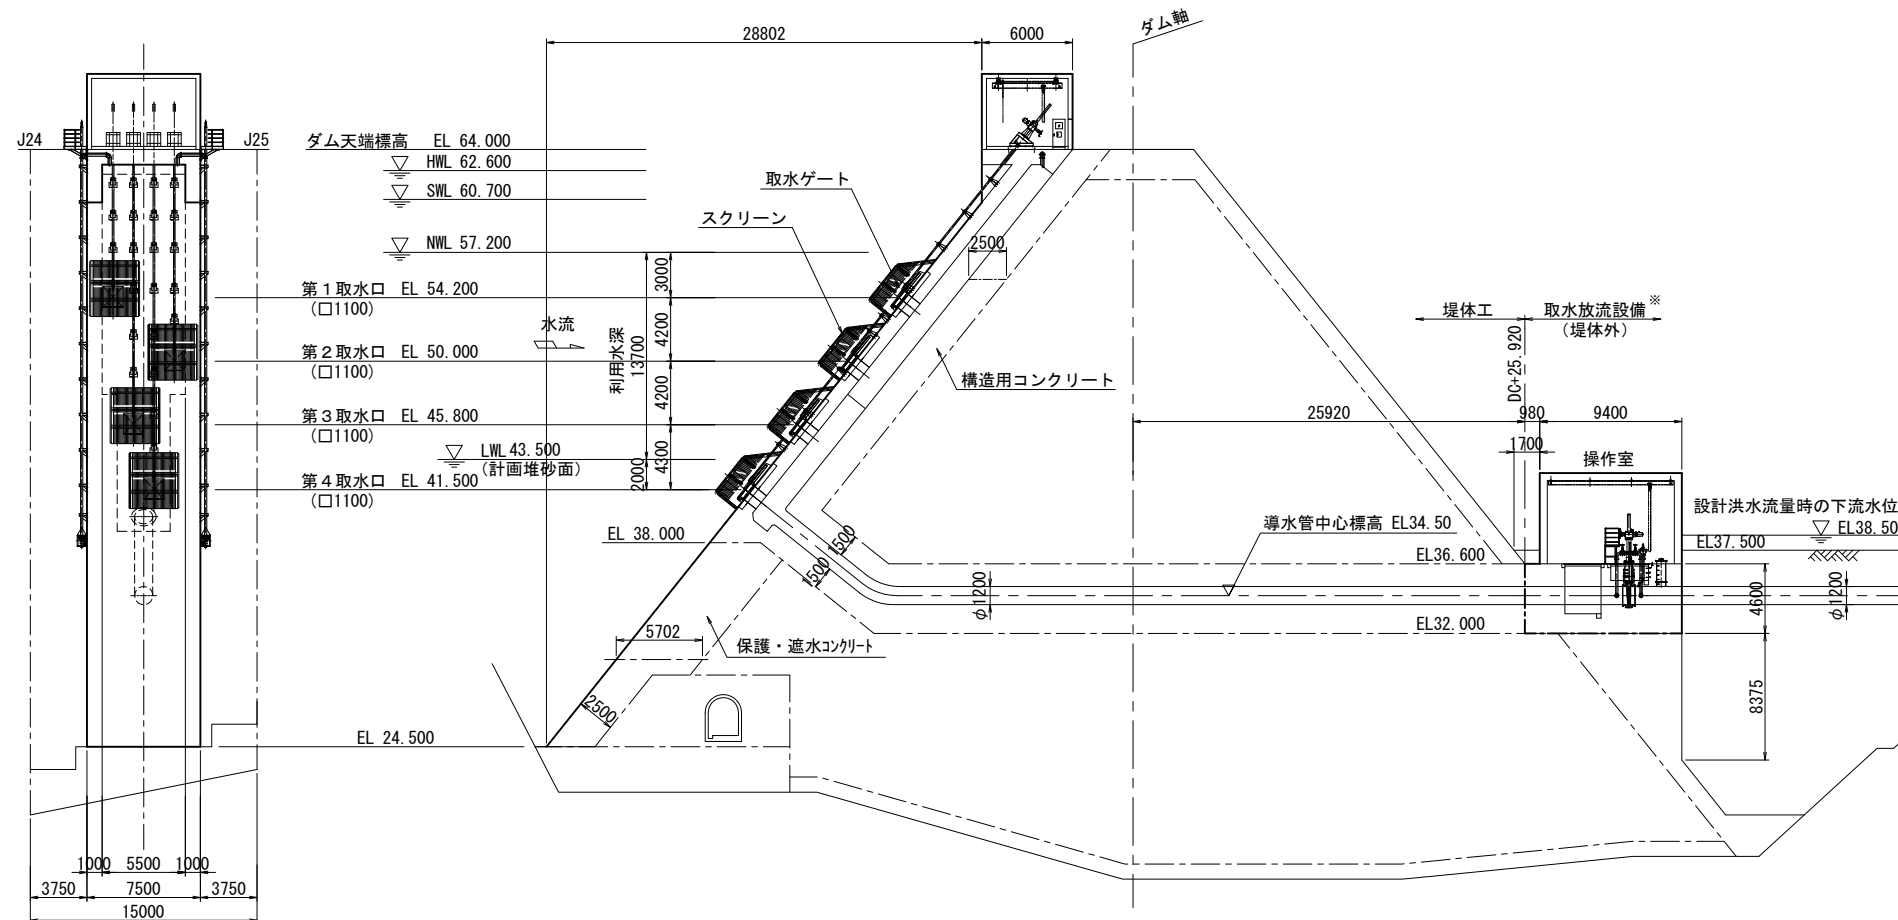 J24
J25
1000
5500
1000
3750
7500
3750
15000
28802
6000
ダム軸
ダム天端標高 EL 64.000
HWL 62.600
SWL 60.700
NWL 57.200
第1取水口 EL 54.200
(□1100)
第2取水口 EL 50.000
(□1100)
第3取水口 EL 45.800
(□1100)
LWL 43.500
(計画堆砂面)
第4取水口 EL 41.500
(□1100)
EL 38.000
EL 24.500
取水ゲート
スクリーン
水流
利用水深
13700
2000
3000
4200
4200
4300
2500
構造用コンクリート
1500
1500
5702
保護・遮水コンクリート
2500
φ1200
導水管中心標高 EL34.50
EL36.600
EL32.000
堤体工
取水放流設備※
(堤体外)
DC+25.920
25920
980
9400
1700
操作室
設計洪水流量時の下流水位
EL38.50
EL37.500
4600
φ1200
8375